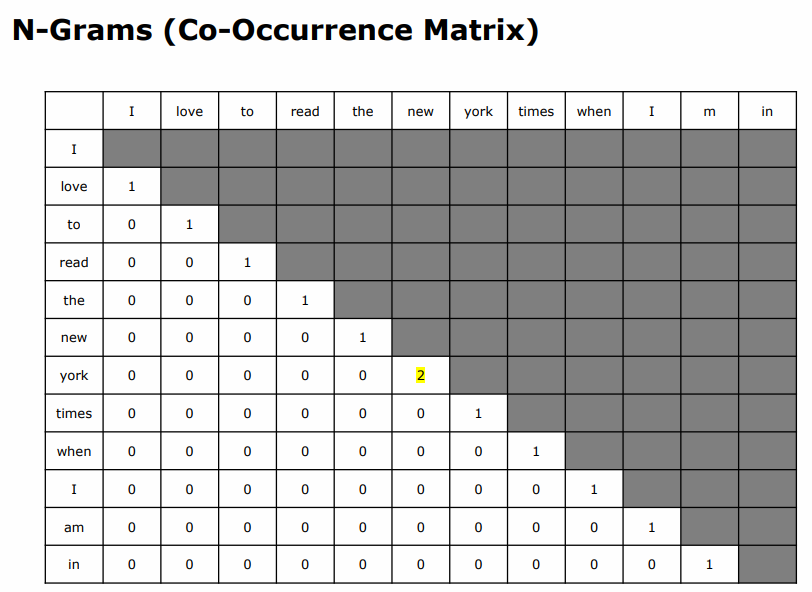 N-Grams (Co-Occurrence Matrix)
I love to read the new york times when I m in
I
love 1
to 0 1
read 0 0 1
the 0 0 0 1
new 0 0 0 0 1
york 0 0 0 0 0 2
times 0 0 0 0 0 0 1
when 0 0 0 0 0 0 0 1
I 0 0 0 0 0 0 0 0 1
am 0 0 0 0 0 0 0 0 0 1
in 0 0 0 0 0 0 0 0 0 0 1